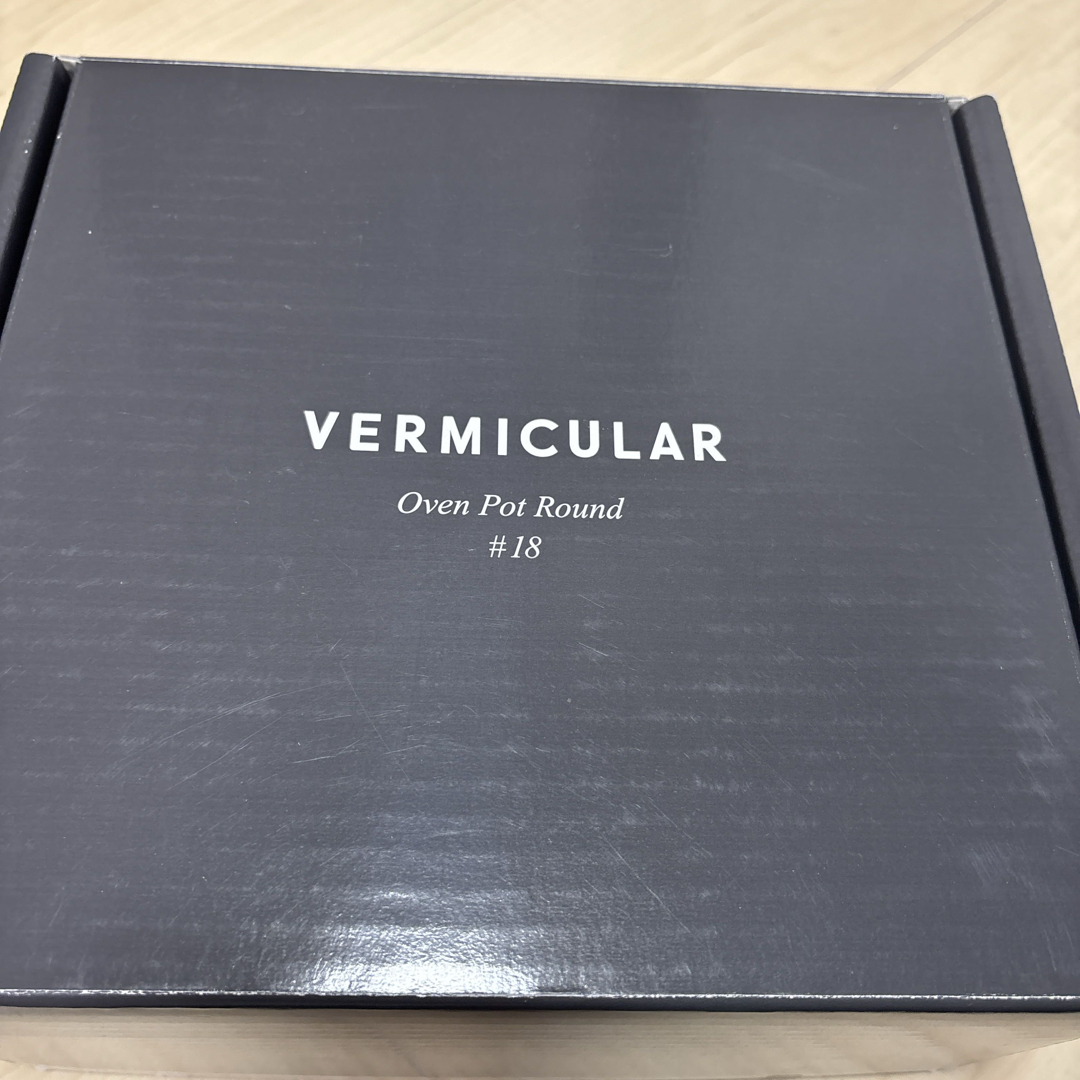 VERMICULAR
Oven Pot Round
#18